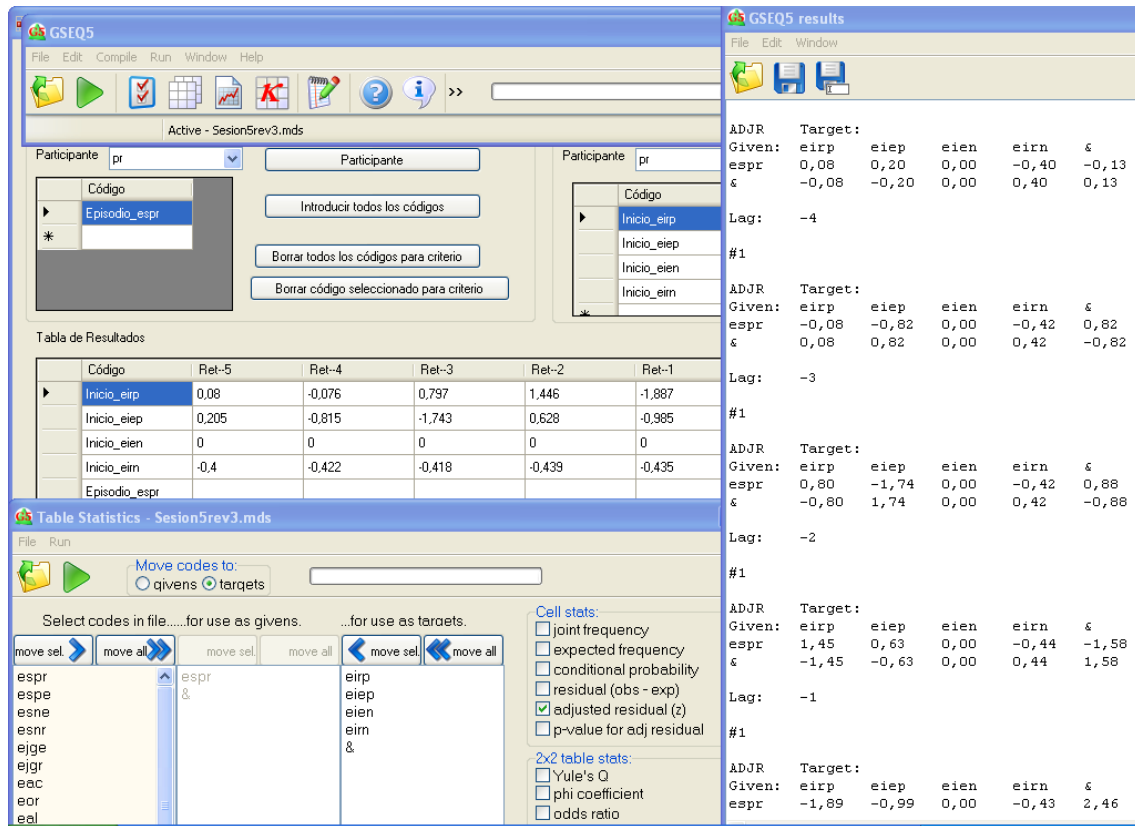 GSEQ5
File Edit Compile Run Window Help
>>
Active - Sesion5rev3.mds
Participante pr Participante
Código
Episodio_espr
Introducir todos los códigos
Borrar todos los códigos para criterio
Borrar código seleccionado para criterio
Participante pr
Código
Inicio_eirp
Inicio_eiep
Inicio_eien
Inicio_eirn
Tabla de Resultados
Código Ret--5 Ret--4 Ret--3 Ret--2 Ret--1
Inicio_eirp 0,08 -0,076 0,797 1,446 -1,887
Inicio_eiep 0,205 -0,815 -1,743 0,628 -0,985
Inicio_eien 0 0 0 0 0
Inicio_eirn -0,4 -0,422 -0,418 -0,439 -0,435
Episodio_espr
Table Statistics - Sesion5rev3.mds
File Run
Move codes to:
givens targets
Select codes in file......for use as givens. ...for use as targets.
move sel. move all move sel. move all move sel. move all
espr
espe
esne
esnr
ejge
ejgr
eac
eor
eal
espr
&
eirp
eiep
eien
eirn
&
Cell stats:
joint frequency
expected frequency
conditional probability
residual (obs - exp)
adjusted residual (z)
p-value for adj residual
2x2 table stats:
Yule's Q
phi coefficient
odds ratio
GSEQ5 results
File Edit Window
ADJR Target:
Given: eirp eiep eien eirn &
espr 0,08 0,20 0,00 -0,40 -0,13
& -0,08 -0,20 0,00 0,40 0,13
Lag: -4
#1
ADJR Target:
Given: eirp eiep eien eirn &
espr -0,08 -0,82 0,00 -0,42 0,82
& 0,08 0,82 0,00 0,42 -0,82
Lag: -3
#1
ADJR Target:
Given: eirp eiep eien eirn &
espr 0,80 -1,74 0,00 -0,42 0,88
& -0,80 1,74 0,00 0,42 -0,88
Lag: -2
#1
ADJR Target:
Given: eirp eiep eien eirn &
espr 1,45 0,63 0,00 -0,44 -1,58
& -1,45 -0,63 0,00 0,44 1,58
Lag: -1
#1
ADJR Target:
Given: eirp eiep eien eirn &
espr -1,89 -0,99 0,00 -0,43 2,46